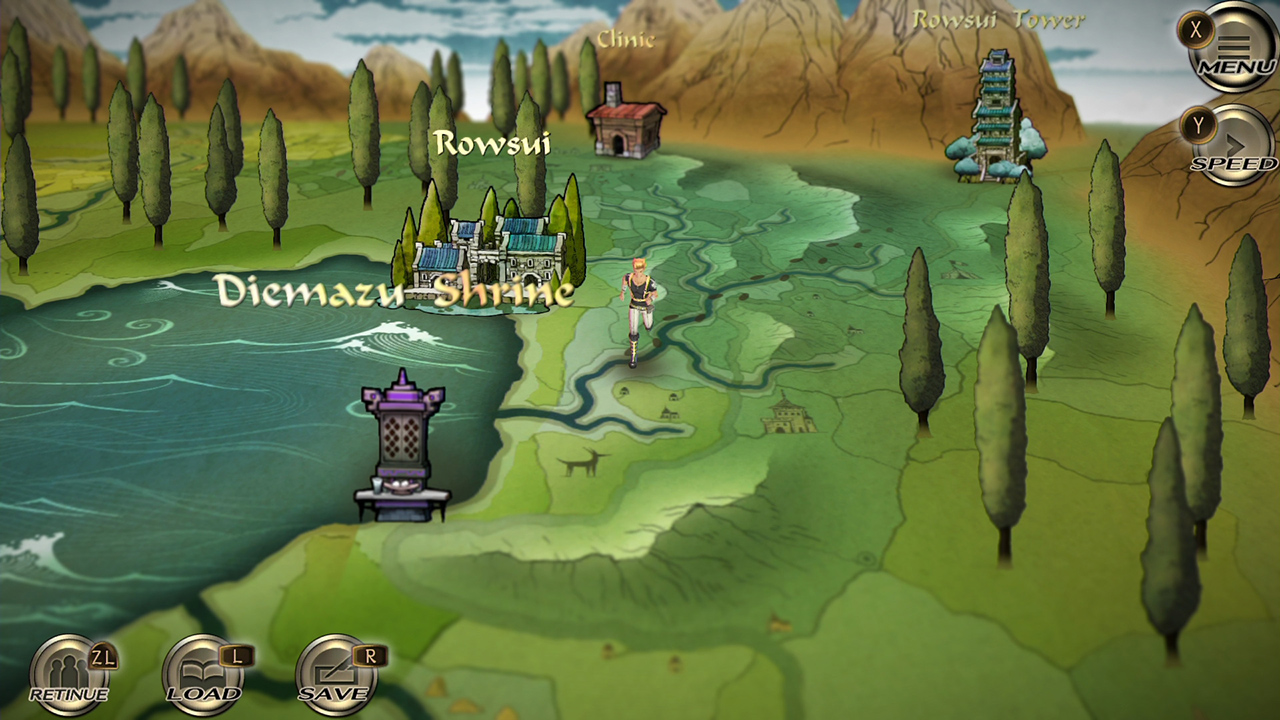 Rowsui Tower
X
MENU
Clinic
Y
SPEED
Rowsui
Diemazu Shrine
ZL
RETINUE
L
LOAD
R
SAVE